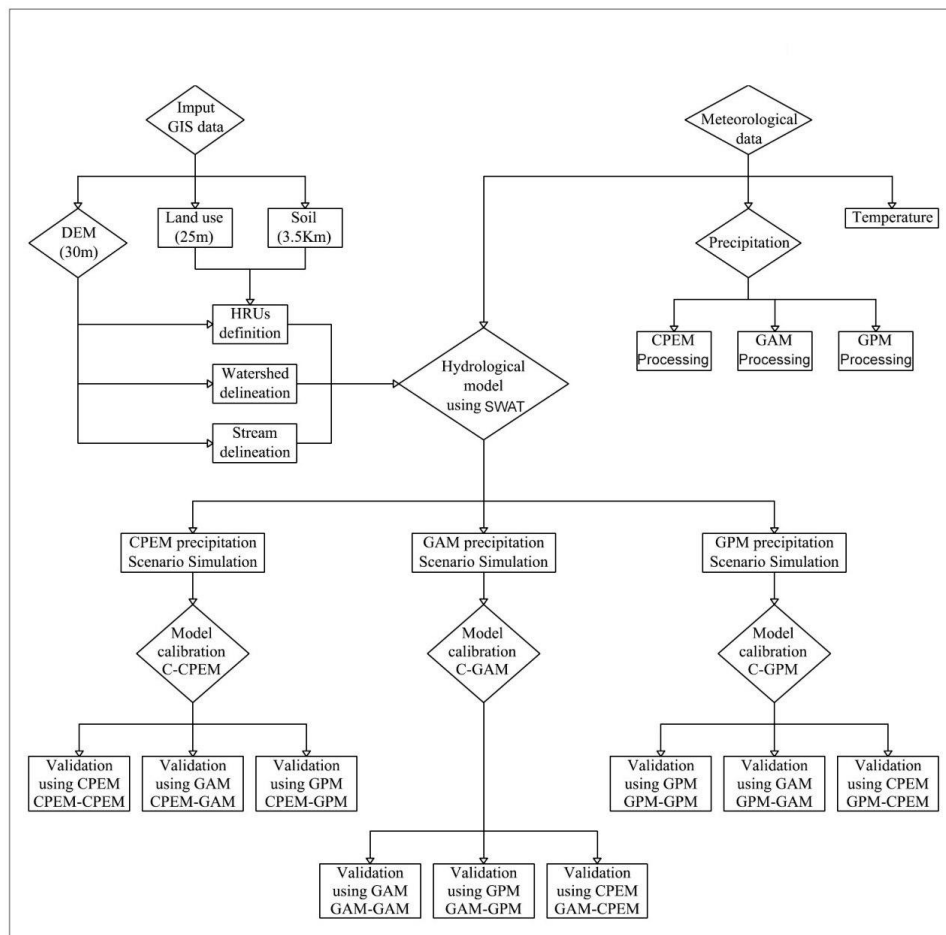 Imput
GIS data
Meteorological
data
DEM
(30m)
Land use
(25m)
Soil
(3.5Km)
Precipitation
Temperature
HRUs
definition
Watershed
delineation
Stream
delineation
CPEM
Processing
GAM
Processing
GPM
Processing
Hydrological
model
using SWAT
CPEM precipitation
Scenario Simulation
GAM precipitation
Scenario Simulation
GPM precipitation
Scenario Simulation
Model
calibration
C-CPEM
Model
calibration
C-GAM
Model
calibration
C-GPM
Validation
using CPEM
CPEM-CPEM
Validation
using GAM
CPEM-GAM
Validation
using GPM
CPEM-GPM
Validation
using GPM
GPM-GPM
Validation
using GAM
GPM-GAM
Validation
using CPEM
GPM-CPEM
Validation
using GAM
GAM-GAM
Validation
using GPM
GAM-GPM
Validation
using CPEM
GAM-CPEM